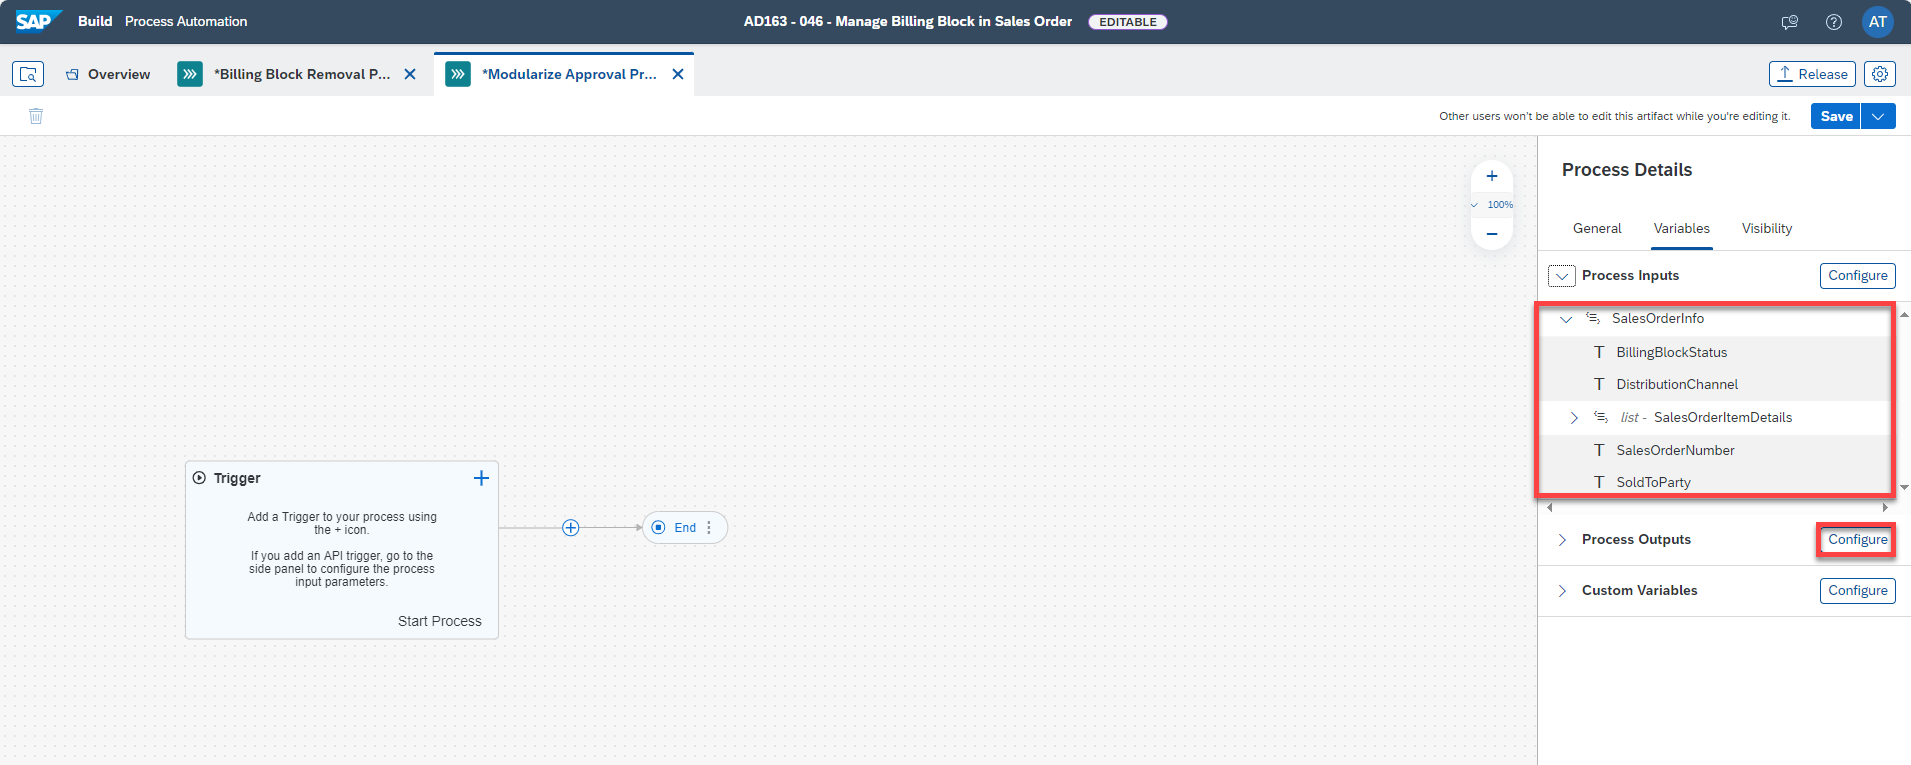 SAP Build Process Automation
AD163 - 046 - Manage Billing Block in Sales Order EDITABLE
AT
Overview
*Billing Block Removal P...
*Modularize Approval Pr...
Release
Other users won't be able to edit this artifact while you're editing it.
Save
100%
Trigger
Add a Trigger to your process using
the + icon.
If you add an API trigger, go to the
side panel to configure the process
input parameters.
Start Process
End
Process Details
General Variables Visibility
Process Inputs Configure
SalesOrderInfo
T BillingBlockStatus
T DistributionChannel
list - SalesOrderItemDetails
T SalesOrderNumber
T SoldToParty
Process Outputs Configure
Custom Variables Configure